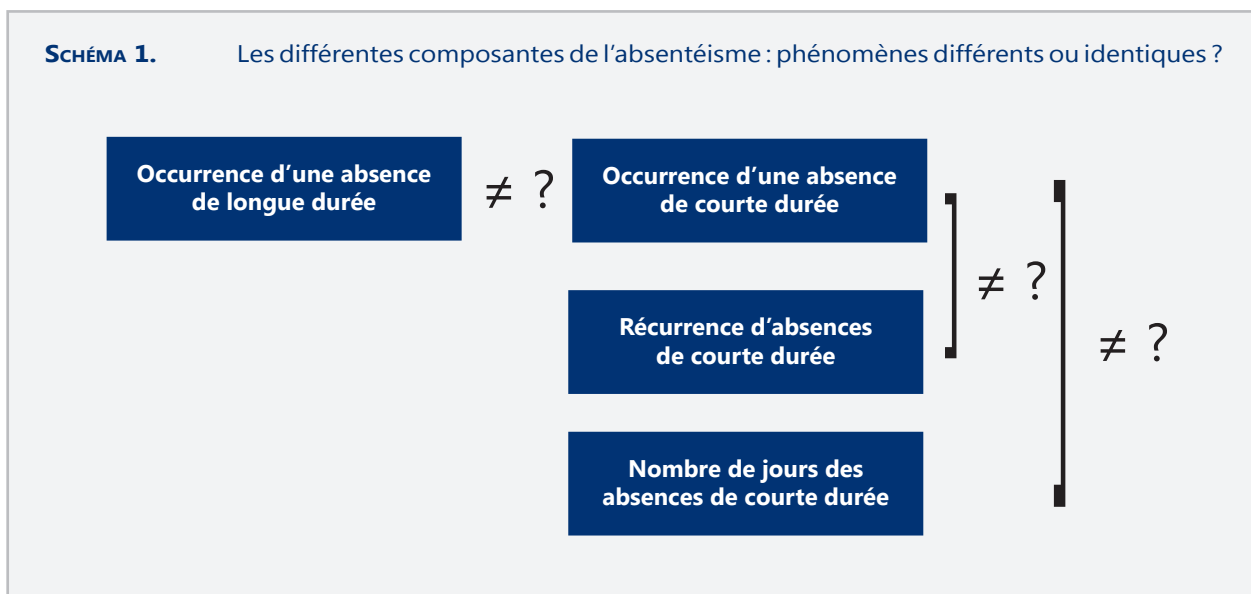 SCHÉMA 1. Les différentes composantes de l'absentéisme : phénomènes différents ou identiques ?
Occurrence d'une absence
de longue durée
≠ ?
Occurrence d'une absence
de courte durée
≠ ?
Récurrence d'absences
de courte durée
≠ ?
Nombre de jours des
absences de courte durée